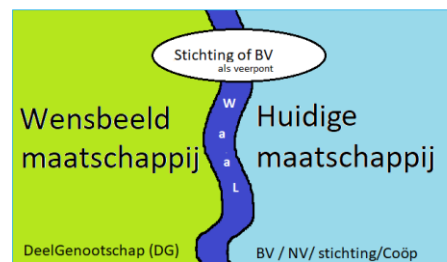 Stichting of BV
als veerpont
Wensbeeld
maatschappij
W
a
a
L
Huidige
maatschappij
DeelGenootschap (DG)
BV / NV/ stichting/Coöp